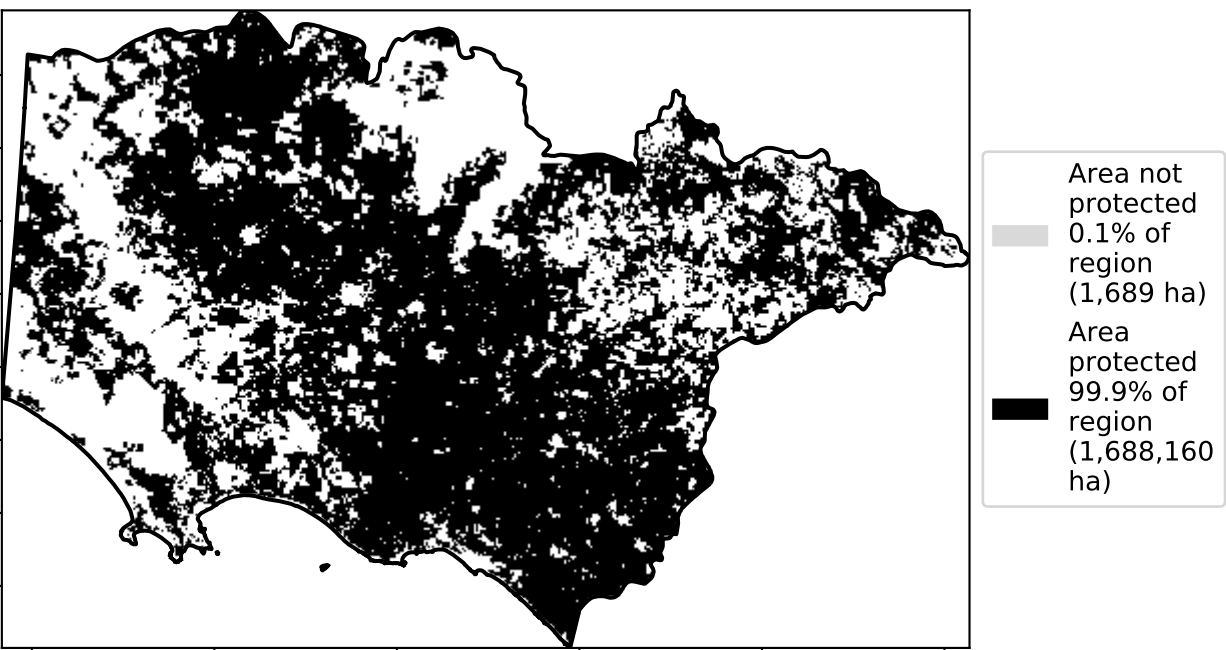 Area not
protected
0.1% of
region
(1,689 ha)
Area
protected
99.9% of
region
(1,688,160
ha)